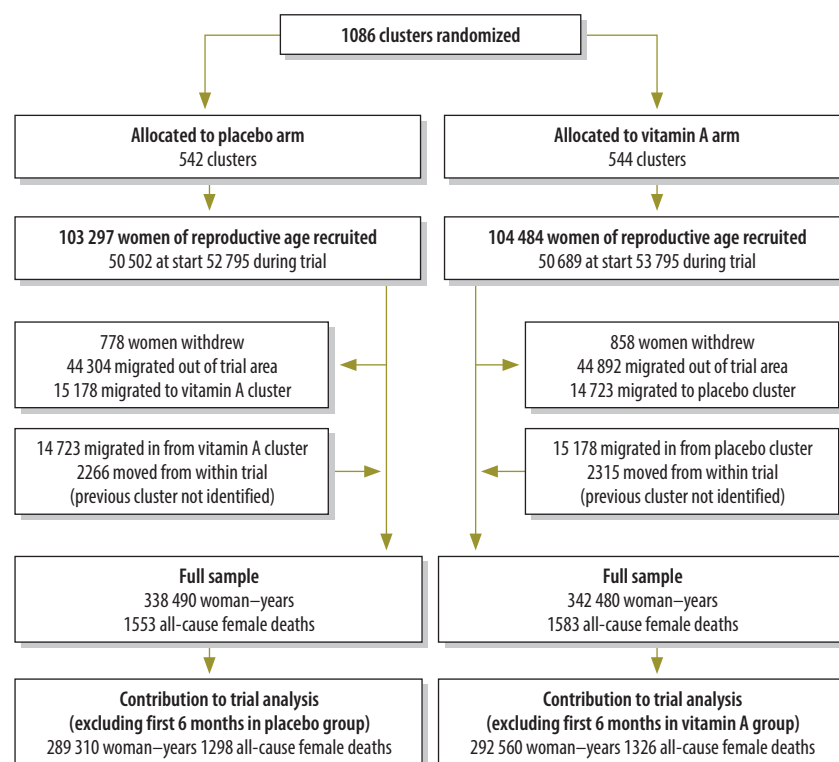 1086 clusters randomized
Allocated to placebo arm
542 clusters
Allocated to vitamin A arm
544 clusters
103 297 women of reproductive age recruited
50 502 at start 52 795 during trial
104 484 women of reproductive age recruited
50 689 at start 53 795 during trial
778 women withdrew
44 304 migrated out of trial area
15 178 migrated to vitamin A cluster
858 women withdrew
44 892 migrated out of trial area
14 723 migrated to placebo cluster
14 723 migrated in from vitamin A cluster
2266 moved from within trial
(previous cluster not identified)
15 178 migrated in from placebo cluster
2315 moved from within trial
(previous cluster not identified)
Full sample
338 490 woman–years
1553 all-cause female deaths
Full sample
342 480 woman–years
1583 all-cause female deaths
Contribution to trial analysis
(excluding first 6 months in placebo group)
289 310 woman–years 1298 all-cause female deaths
Contribution to trial analysis
(excluding first 6 months in vitamin A group)
292 560 woman–years 1326 all-cause female deaths